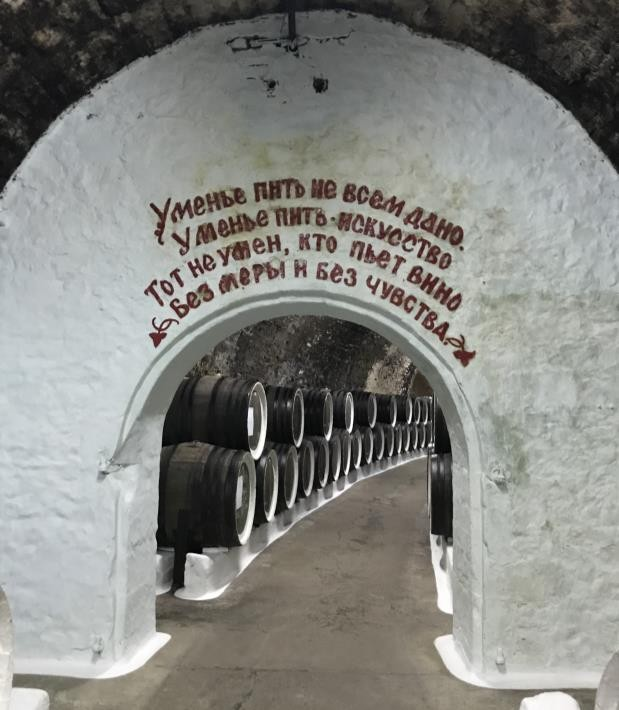 Уменье пить не всем дано.
Уменье пить-искусство
Тот не умен, кто пьет вино
Без меры и без чувства.